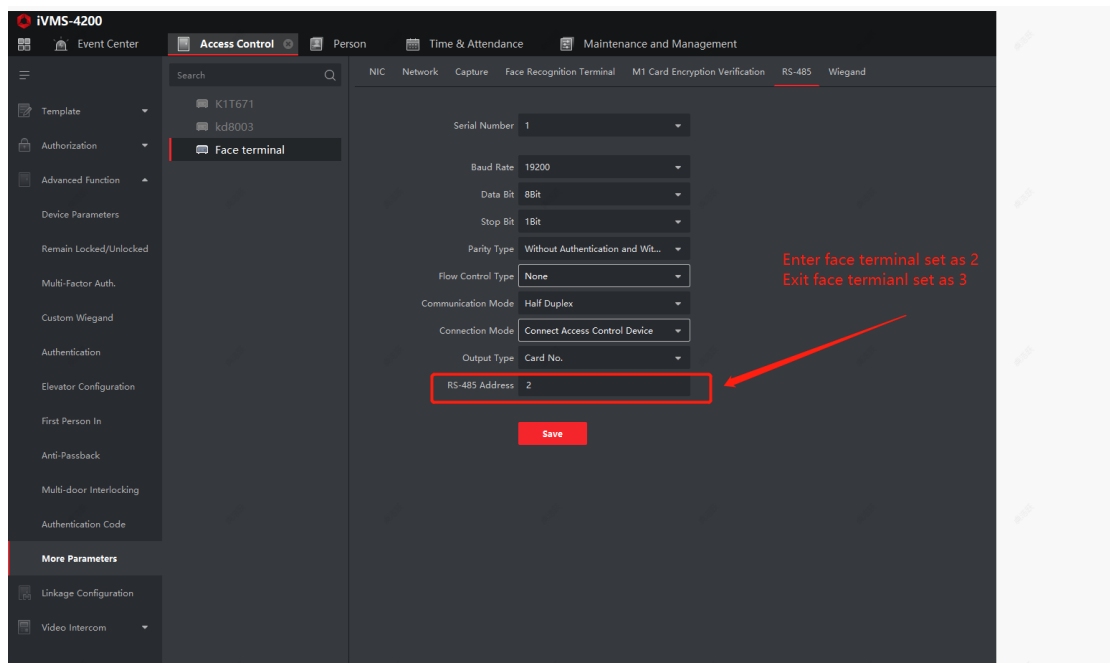 iVMS-4200
Event Center
Access Control
Person
Time & Attendance
Maintenance and Management
Search
NIC
Network
Capture
Face Recognition Terminal
M1 Card Encryption Verification
RS-485
Wiegand
Template
Authorization
Advanced Function
Device Parameters
Remain Locked/Unlocked
Multi-Factor Auth.
Custom Wiegand
Authentication
Elevator Configuration
First Person In
Anti-Passback
Multi-door Interlocking
Authentication Code
More Parameters
Linkage Configuration
Video Intercom
K1T671
kd8003
Face terminal
Serial Number 1
Baud Rate 19200
Data Bit 8Bit
Stop Bit 1Bit
Parity Type Without Authentication and Wit...
Flow Control Type None
Communication Mode Half Duplex
Connection Mode Connect Access Control Device
Output Type Card No.
RS-485 Address 2
Save
Enter face terminal set as 2
Exit face termianl set as 3